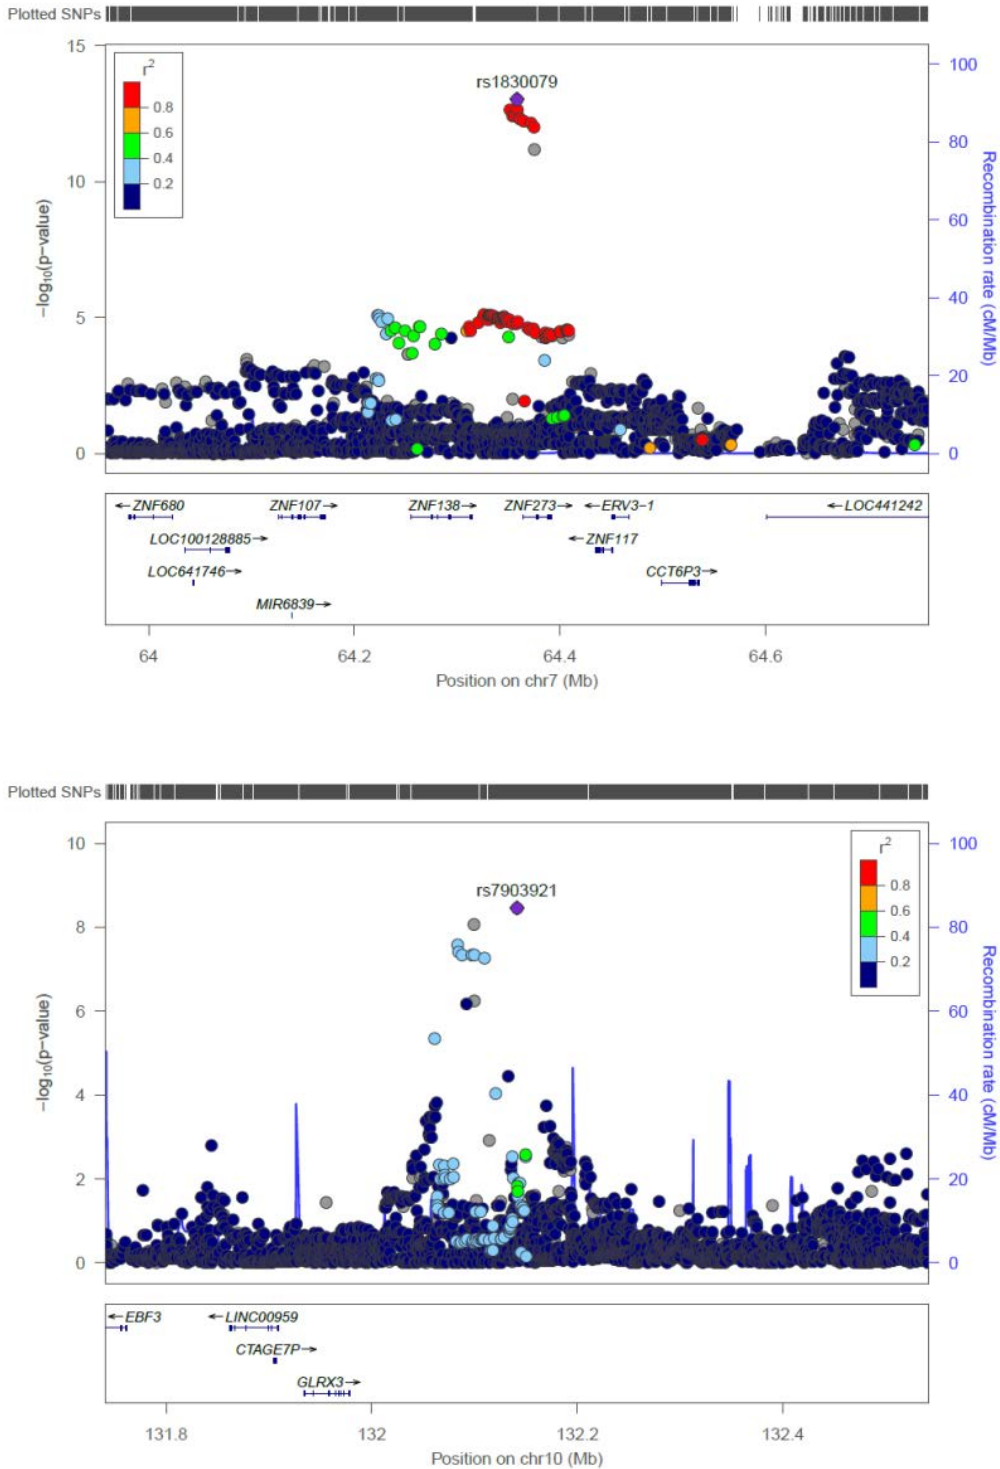 Plotted SNPs
15
10
5
0
−log10(p−value)
r2
0.8
0.6
0.4
0.2
rs1830079
100
80
60
40
20
0
Recombination rate (cM/Mb)
←ZNF680
ZNF107→
ZNF138→
ZNF273→
←ERV3−1
←LOC441242
LOC100128885→
←ZNF117
LOC641746→
CCT6P3→
MIR6839→
64
64.2
64.4
64.6
Position on chr7 (Mb)
Plotted SNPs
10
8
6
4
2
0
−log10(p−value)
rs7903921
r2
0.8
0.6
0.4
0.2
100
80
60
40
20
0
Recombination rate (cM/Mb)
←EBF3
←LINC00959
CTAGE7P→
GLRX3→
131.8
132
132.2
132.4
Position on chr10 (Mb)